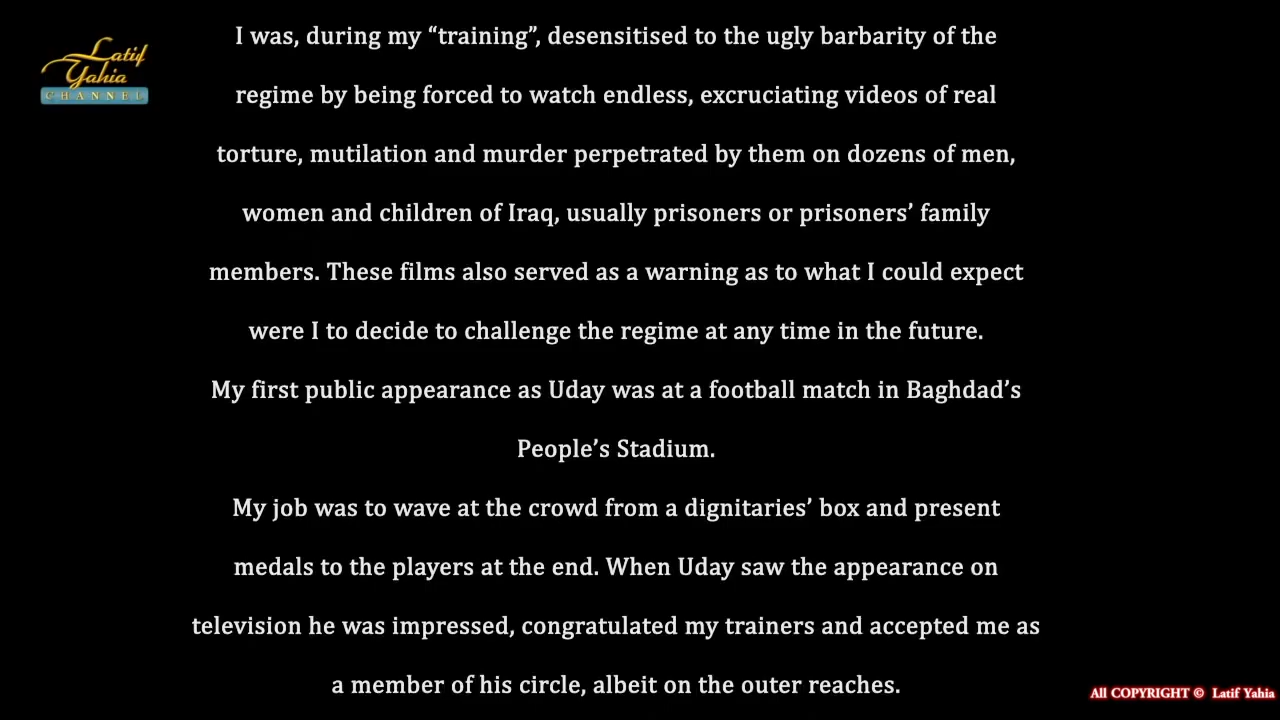 Latif
Yahia
CHANNEL
I was, during my “training”, desensitised to the ugly barbarity of the
regime by being forced to watch endless, excruciating videos of real
torture, mutilation and murder perpetrated by them on dozens of men,
women and children of Iraq, usually prisoners or prisoners’ family
members. These films also served as a warning as to what I could expect
were I to decide to challenge the regime at any time in the future.
My first public appearance as Uday was at a football match in Baghdad’s
People’s Stadium.
My job was to wave at the crowd from a dignitaries’ box and present
medals to the players at the end. When Uday saw the appearance on
television he was impressed, congratulated my trainers and accepted me as
a member of his circle, albeit on the outer reaches.
All COPYRIGHT © Latif Yahia